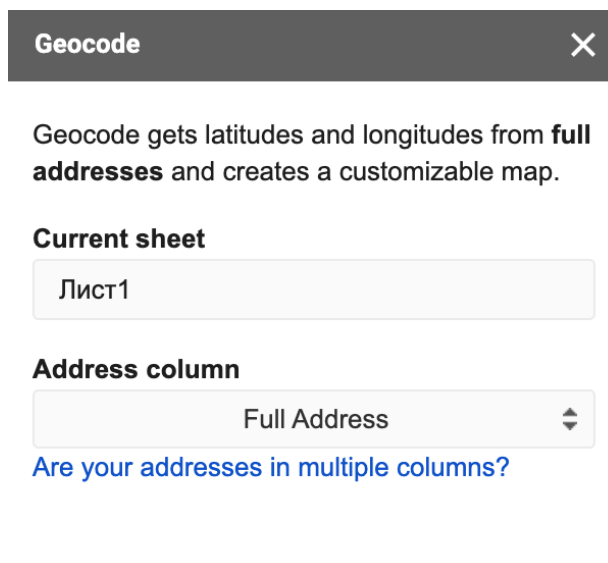 Geocode
Geocode gets latitudes and longitudes from full
addresses and creates a customizable map.
Current sheet
Лист1
Address column
Full Address
Are your addresses in multiple columns?